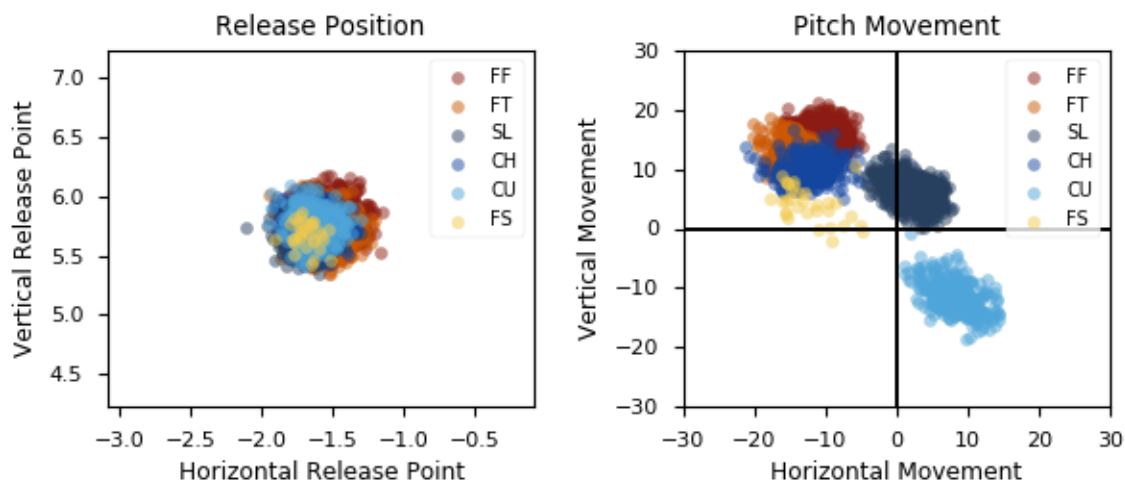 Release Position
Vertical Release Point
7.0
6.5
6.0
5.5
5.0
4.5
FF
FT
SL
CH
CU
FS
−3.0 −2.5 −2.0 −1.5 −1.0 −0.5
Horizontal Release Point
Pitch Movement
Vertical Movement
30
20
10
0
−10
−20
−30
FF
FT
SL
CH
CU
FS
−30 −20 −10 0 10 20 30
Horizontal Movement